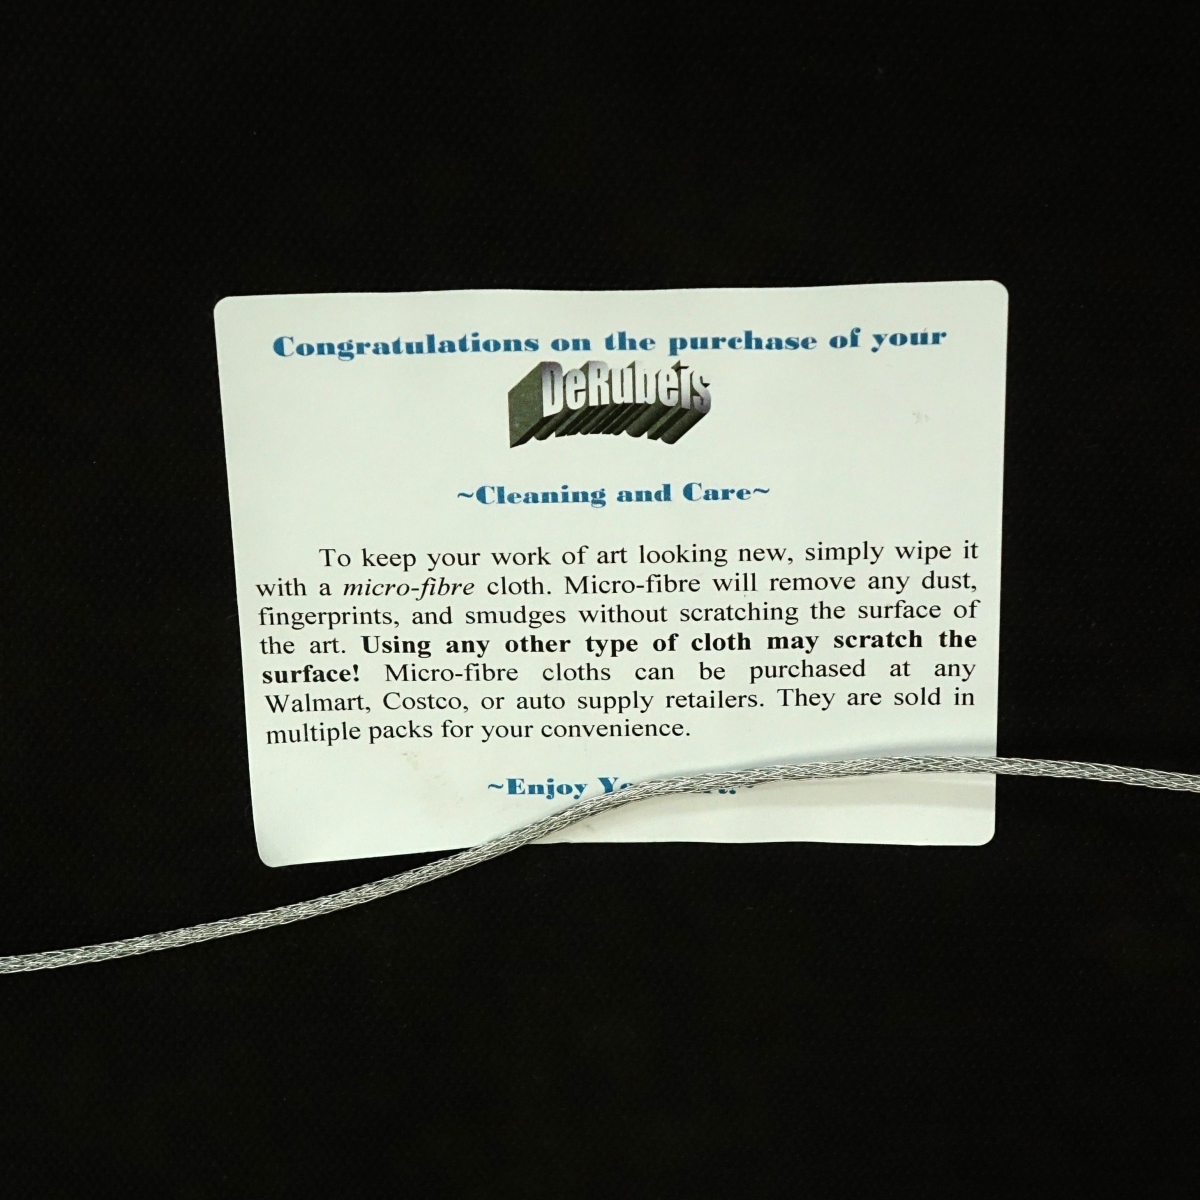 Congratulations on the purchase of your
DeRubeis
~Cleaning and Care~
To keep your work of art looking new, simply wipe it
with a micro-fibre cloth. Micro-fibre will remove any dust,
fingerprints, and smudges without scratching the surface of
the art. Using any other type of cloth may scratch the
surface! Micro-fibre cloths can be purchased at any
Walmart, Costco, or auto supply retailers. They are sold in
multiple packs for your convenience.
~Enjoy